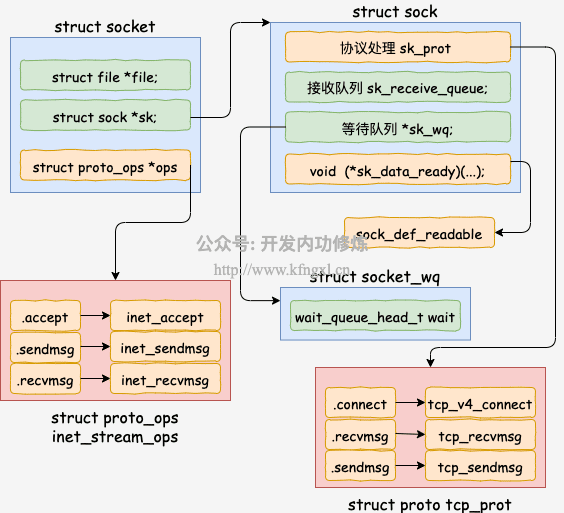 struct socket
struct file *file;
struct sock *sk;
struct proto_ops *ops
struct sock
协议处理 sk_prot
接收队列 sk_receive_queue;
等待队列 *sk_wq;
void (*sk_data_ready)(...);
sock_def_readable
公众号: 开发内功修炼
http://www.kfngxl.cn
struct socket_wq
wait_queue_head_t wait
.accept
inet_accept
.sendmsg
inet_sendmsg
.recvmsg
inet_recvmsg
struct proto_ops
inet_stream_ops
.connect
tcp_v4_connect
.recvmsg
tcp_recvmsg
.sendmsg
tcp_sendmsg
struct proto tcp_prot